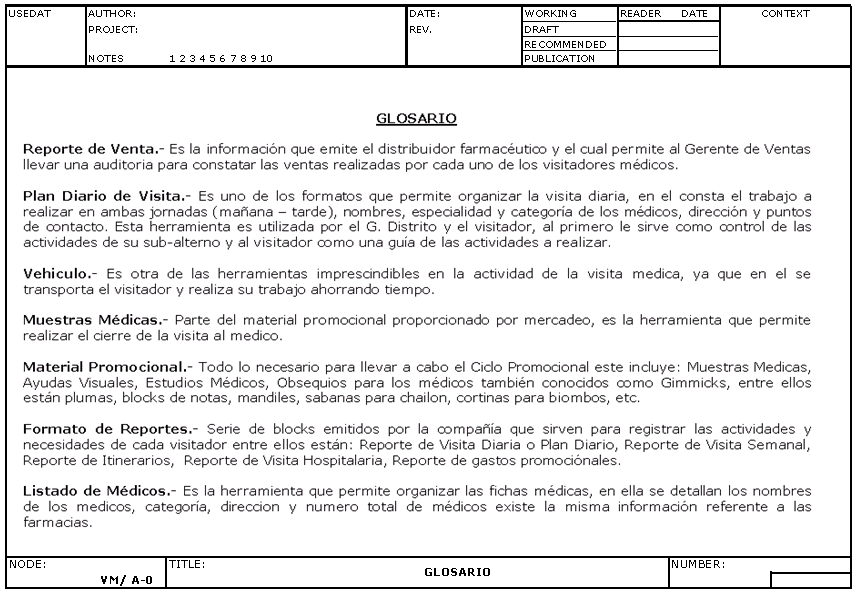 USEDAT AUTHOR: DATE: WORKING READER DATE CONTEXT
PROJECT: REV. DRAFT
RECOMMENDED
NOTES 1 2 3 4 5 6 7 8 9 10 PUBLICATION
GLOSARIO
Reporte de Venta.- Es la información que emite el distribuidor farmacéutico y el cual permite al Gerente de Ventas
llevar una auditoria para constatar las ventas realizadas por cada uno de los visitadores médicos.
Plan Diario de Visita.- Es uno de los formatos que permite organizar la visita diaria, en el consta el trabajo a
realizar en ambas jornadas (mañana – tarde), nombres, especialidad y categoría de los médicos, dirección y puntos
de contacto. Esta herramienta es utilizada por el G. Distrito y el visitador, al primero le sirve como control de las
actividades de su sub-alterno y al visitador como una guía de las actividades a realizar.
Vehiculo.- Es otra de las herramientas imprescindibles en la actividad de la visita medica, ya que en el se
transporta el visitador y realiza su trabajo ahorrando tiempo.
Muestras Médicas.- Parte del material promocional proporcionado por mercadeo, es la herramienta que permite
realizar el cierre de la visita al medico.
Material Promocional.- Todo lo necesario para llevar a cabo el Ciclo Promocional este incluye: Muestras Medicas,
Ayudas Visuales, Estudios Médicos, Obsequios para los médicos también conocidos como Gimmicks, entre ellos
están plumas, blocks de notas, mandiles, sabanas para chailon, cortinas para biombos, etc.
Formato de Reportes.- Serie de blocks emitidos por la compañía que sirven para registrar las actividades y
necesidades de cada visitador entre ellos están: Reporte de Visita Diaria o Plan Diario, Reporte de Visita Semanal,
Reporte de Itinerarios, Reporte de Visita Hospitalaria, Reporte de gastos promociónales.
Listado de Médicos.- Es la herramienta que permite organizar las fichas médicas, en ella se detallan los nombres
de los medicos, categoría, direccion y numero total de médicos existe la misma información referente a las
farmacias.
NODE: TITLE: NUMBER:
VM/ A-0 GLOSARIO